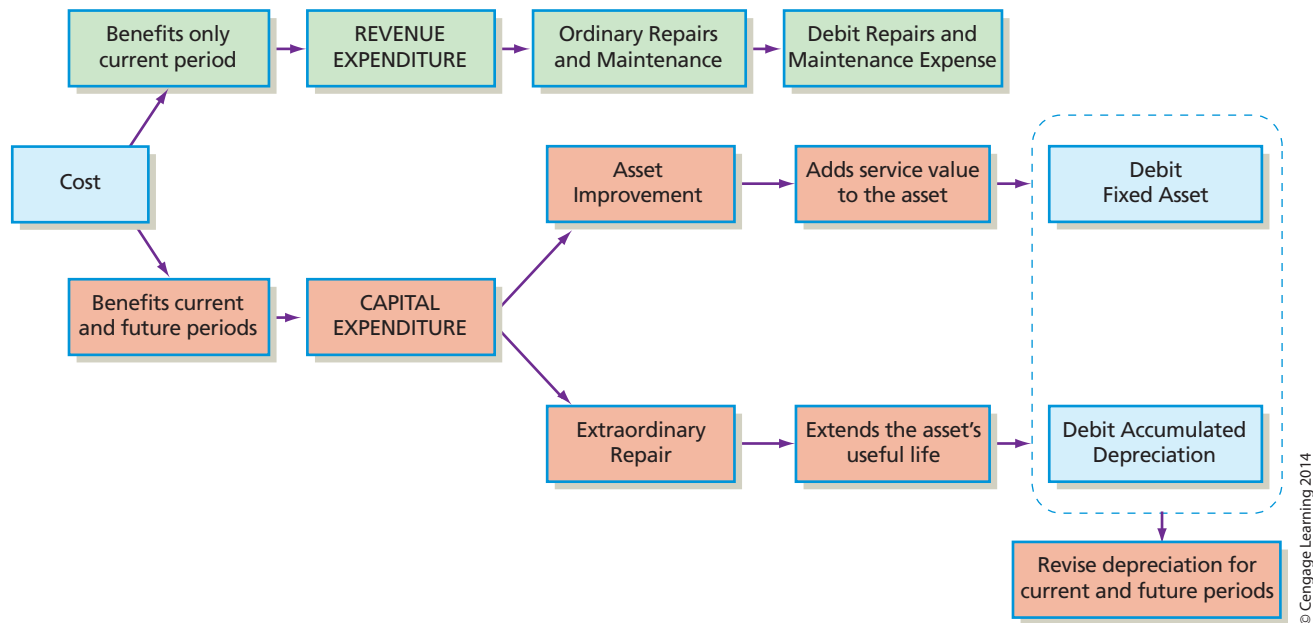 Benefits only
current period
REVENUE
EXPENDITURE
Ordinary Repairs
and Maintenance
Debit Repairs and
Maintenance Expense
Cost
Asset
Improvement
Adds service value
to the asset
Debit
Fixed Asset
Benefits current
and future periods
CAPITAL
EXPENDITURE
Extraordinary
Repair
Extends the asset's
useful life
Debit Accumulated
Depreciation
Revise depreciation for
current and future periods
© Cengage Learning 2014